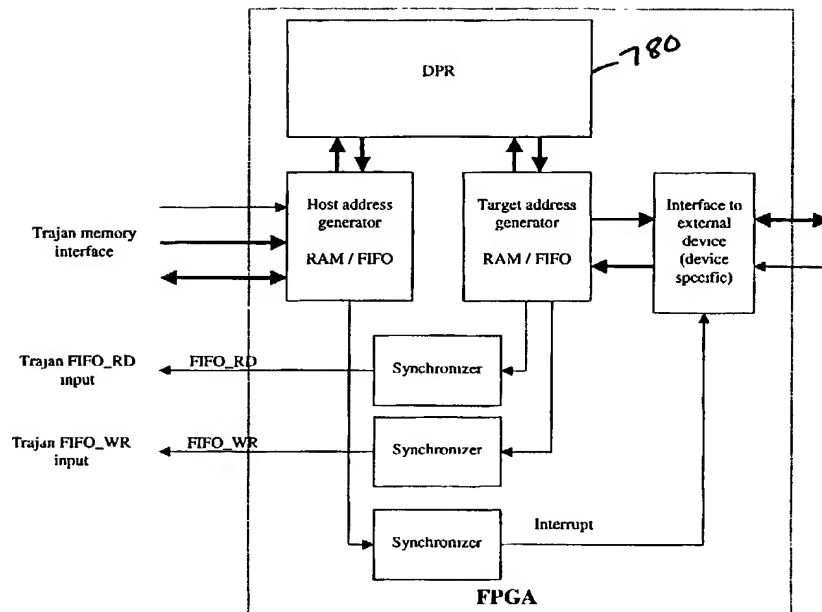 DPR
780
Host address
generator
RAM / FIFO
Target address
generator
RAM / FIFO
Interface to
external
device
(device
specific)
Trajan memory
interface
Trajan FIFO_RD
input
FIFO_RD
Synchronizer
Trajan FIFO_WR
input
FIFO_WR
Synchronizer
Synchronizer
Interrupt
FPGA